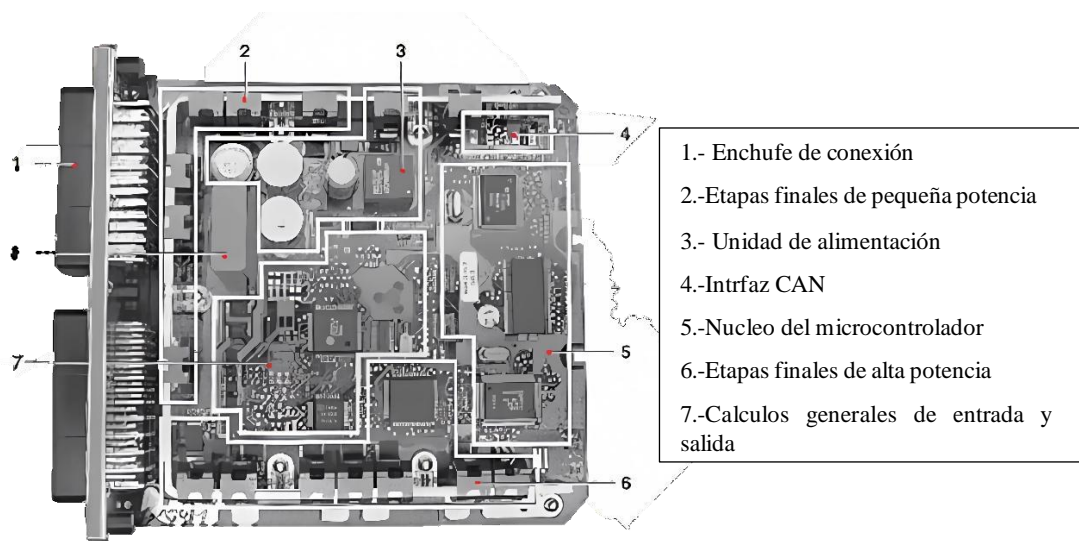 2
3
4
1
5
7
6
1.- Enchufe de conexión
2.-Etapas finales de pequeña potencia
3.- Unidad de alimentación
4.-Intrfaz CAN
5.-Nucleo del microcontrolador
6.-Etapas finales de alta potencia
7.-Calculos generales de entrada y
salida